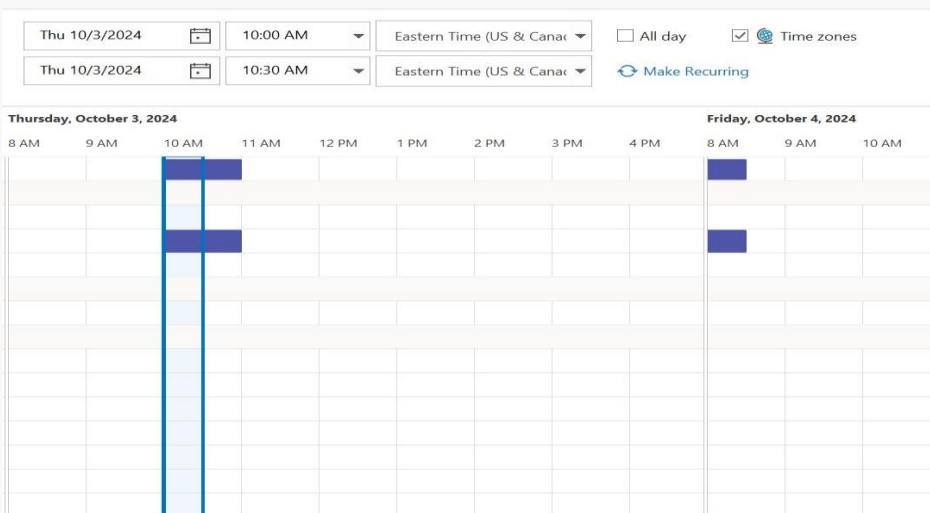 Thu 10/3/2024 10:00 AM Eastern Time (US & Canac All day Time zones
Thu 10/3/2024 10:30 AM Eastern Time (US & Canac Make Recurring
Thursday, October 3, 2024 Friday, October 4, 2024
8 AM 9 AM 10 AM 11 AM 12 PM 1 PM 2 PM 3 PM 4 PM 8 AM 9 AM 10 AM